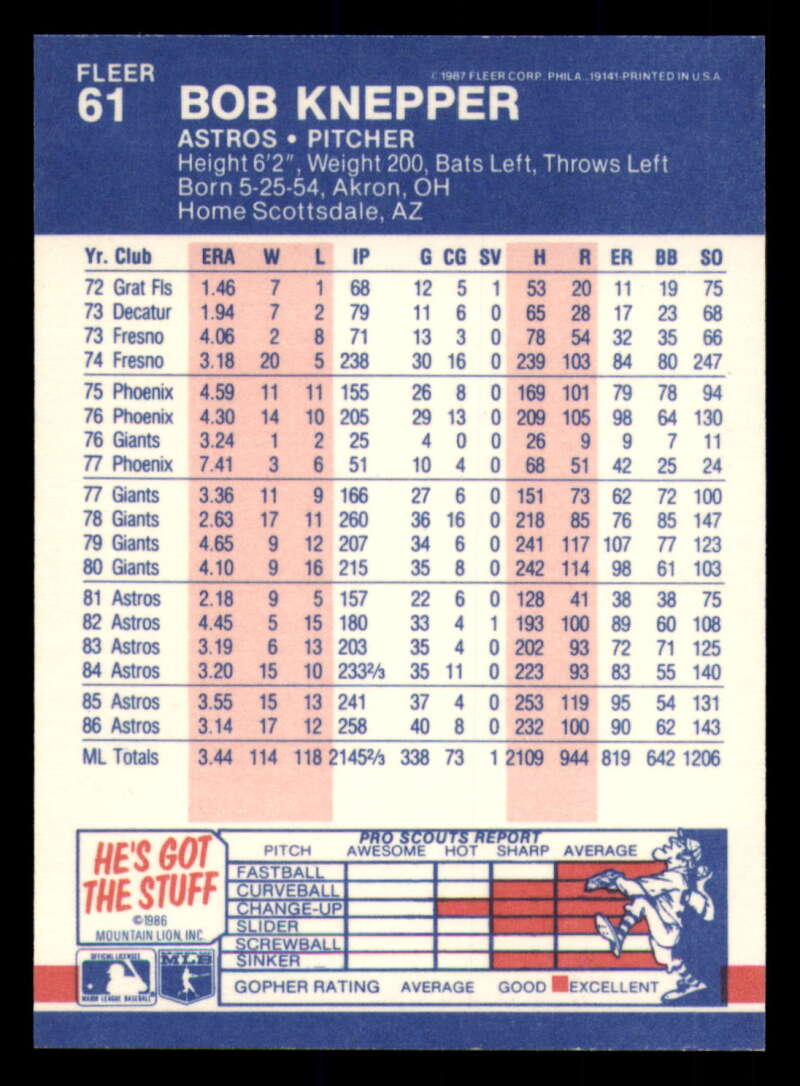 FLEER
61
© 1987 FLEER CORP. PHILA., 19141-PRINTED IN U.S.A.
BOB KNEPPER
ASTROS • PITCHER
Height 6'2", Weight 200, Bats Left, Throws Left
Born 5-25-54, Akron, OH
Home Scottsdale, AZ
Yr. Club ERA W L IP G CG SV H R ER BB SO
72 Grat Fls 1.46 7 1 68 12 5 1 53 20 11 19 75
73 Decatur 1.94 7 2 79 11 6 0 65 28 17 23 68
73 Fresno 4.06 2 8 71 13 3 0 78 54 32 35 66
74 Fresno 3.18 20 5 238 30 16 0 239 103 84 80 247
75 Phoenix 4.59 11 11 155 26 8 0 169 101 79 78 94
76 Phoenix 4.30 14 10 205 29 13 0 209 105 98 64 130
76 Giants 3.24 1 2 25 4 0 0 26 9 9 7 11
77 Phoenix 7.41 3 6 51 10 4 0 68 51 42 25 24
77 Giants 3.36 11 9 166 27 6 0 151 73 62 72 100
78 Giants 2.63 17 11 260 36 16 0 218 85 76 85 147
79 Giants 4.65 9 12 207 34 6 0 241 117 107 77 123
80 Giants 4.10 9 16 215 35 8 0 242 114 98 61 103
81 Astros 2.18 9 5 157 22 6 0 128 41 38 38 75
82 Astros 4.45 5 15 180 33 4 1 193 100 89 60 108
83 Astros 3.19 6 13 203 35 4 0 202 93 72 71 125
84 Astros 3.20 15 10 233⅔ 35 11 0 223 93 83 55 140
85 Astros 3.55 15 13 241 37 4 0 253 119 95 54 131
86 Astros 3.14 17 12 258 40 8 0 232 100 90 62 143
ML Totals 3.44 114 118 2145⅔ 338 73 1 2109 944 819 642 1206
HE'S GOT
THE STUFF
©1986
MOUNTAIN LION, INC.
PRO SCOUTS REPORT
PITCH AWESOME HOT SHARP AVERAGE
FASTBALL
CURVEBALL
CHANGE-UP
SLIDER
SCREWBALL
SINKER
GOPHER RATING AVERAGE GOOD EXCELLENT
OFFICIAL LICENSEE
MAJOR LEAGUE BASEBALL
MLB